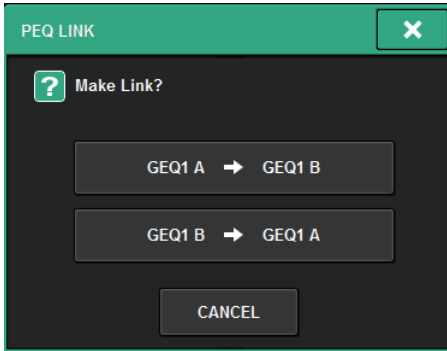 PEQ LINK
? Make Link?
GEQ1 A → GEQ1 B
GEQ1 B → GEQ1 A
CANCEL